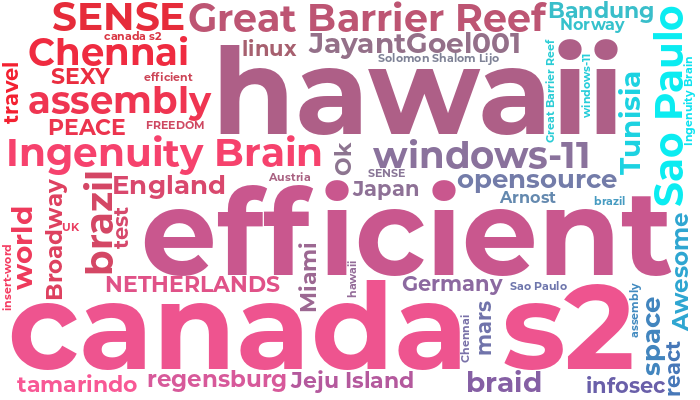 SENSE
Great Barrier Reef
Bandung
Norway
canada s2
Chennai
linux
JayantGoel001
Solomon Shalom Lijo
SEXY
efficient
travel
assembly
hawaii
Great Barrier Reef
windows-11
Tunisia
Sao Paulo
Ingenuity Brain
PEACE
FREEDOM
Ingenuity Brain
Ok
windows-11
SENSE
Austria
England
Japan
opensource
Arnost
brazil
brazil
test
Broadway
UK
world
insert-word
efficient
NETHERLANDS
Miami
hawaii
Germany
Sao Paulo
Awesome
canada s2
Chennai
mars
assembly
space
react
tamarindo
regensburg
Jeju Island
braid
infosec